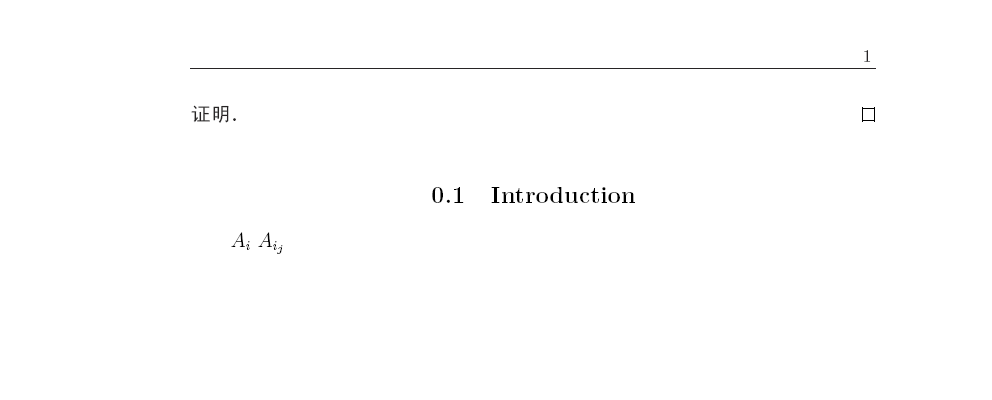 1
证明. □
0.1 Introduction
A_i A_{i_j}